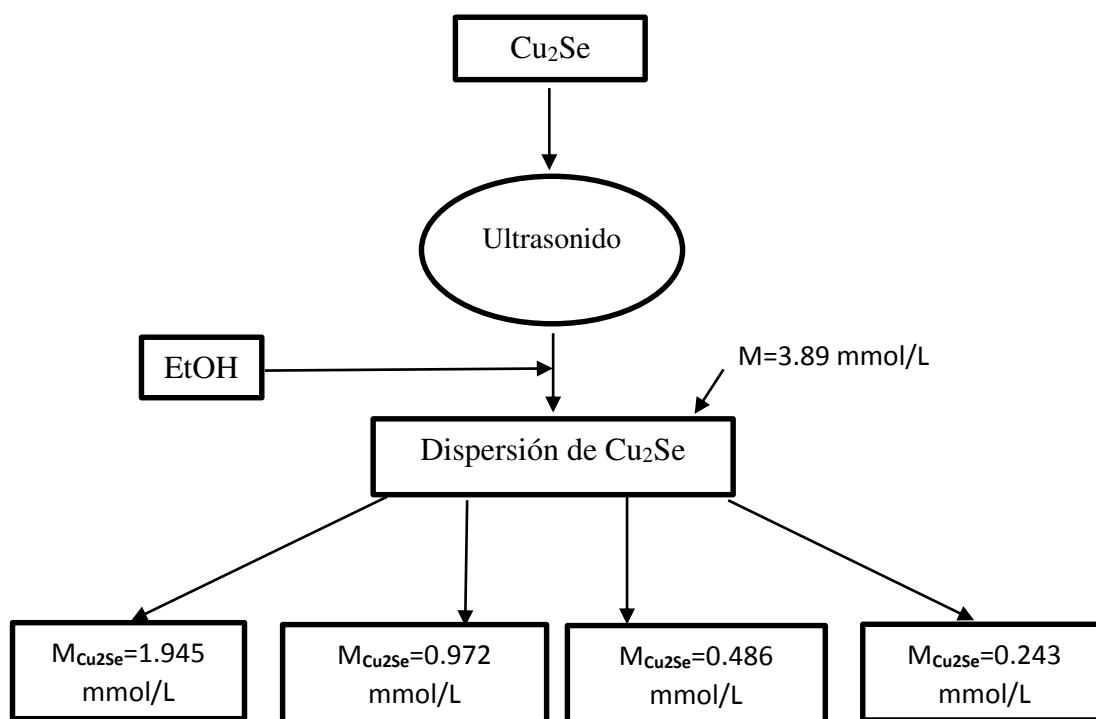 Cu₂Se
Ultrasonido
EtOH
M=3.89 mmol/L
Dispersión de Cu₂Se
M_Cu2Se=1.945
mmol/L
M_Cu2Se=0.972
mmol/L
M_Cu2Se=0.486
mmol/L
M_Cu2Se=0.243
mmol/L